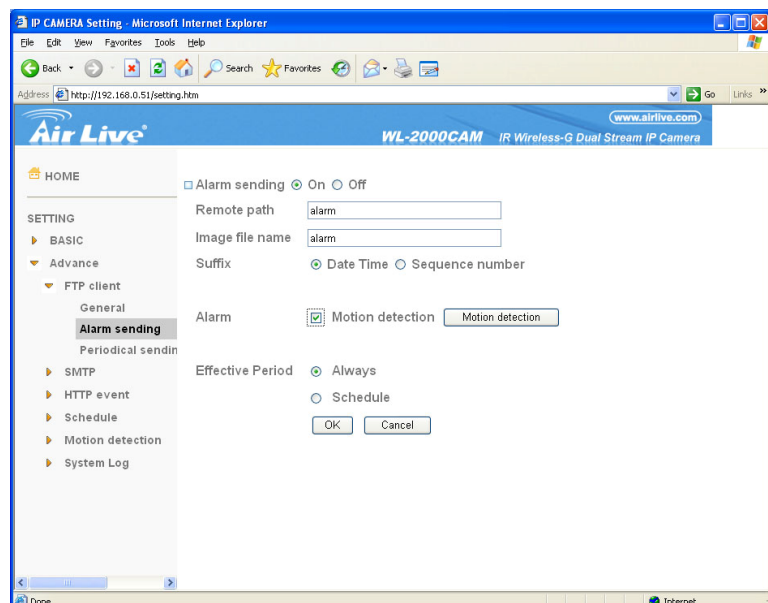 IP CAMERA Setting - Microsoft Internet Explorer
File Edit View Favorites Tools Help
Back Search Favorites
Address http://192.168.0.51/setting.htm Go Links »
www.airlive.com
Air Live®
WL-2000CAM IR Wireless-G Dual Stream IP Camera
HOME
SETTING
BASIC
Advance
FTP client
General
Alarm sending
Periodical sendin
SMTP
HTTP event
Schedule
Motion detection
System Log
Alarm sending On Off
Remote path alarm
Image file name alarm
Suffix Date Time Sequence number
Alarm Motion detection Motion detection
Effective Period Always
Schedule
OK Cancel
Done Internet